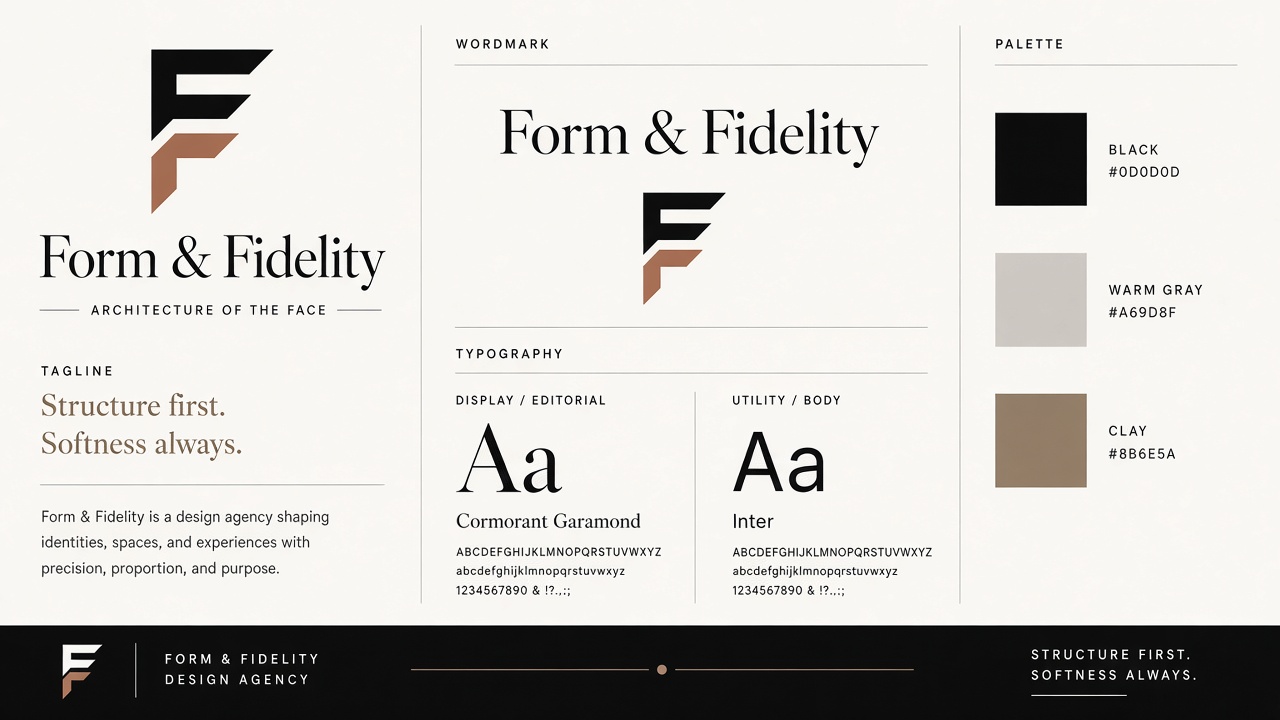 Form & Fidelity
ARCHITECTURE OF THE FACE
TAGLINE
Structure first.
Softness always.
Form & Fidelity is a design agency shaping
identities, spaces, and experiences with
precision, proportion, and purpose.
WORDMARK
Form & Fidelity
TYPOGRAPHY
DISPLAY / EDITORIAL
Aa
Cormorant Garamond
ABCDEFGHIJKLMNOPQRSTUVWXYZ
abcdefghijklmnopqrstuvwxyz
1234567890 & !?.,:;
UTILITY / BODY
Aa
Inter
ABCDEFGHIJKLMNOPQRSTUVWXYZ
abcdefghijklmnopqrstuvwxyz
1234567890 & !?.,:;
PALETTE
BLACK
#0D0D0D
WARM GRAY
#A69D8F
CLAY
#8B6E5A
FORM & FIDELITY
DESIGN AGENCY
STRUCTURE FIRST.
SOFTNESS ALWAYS.